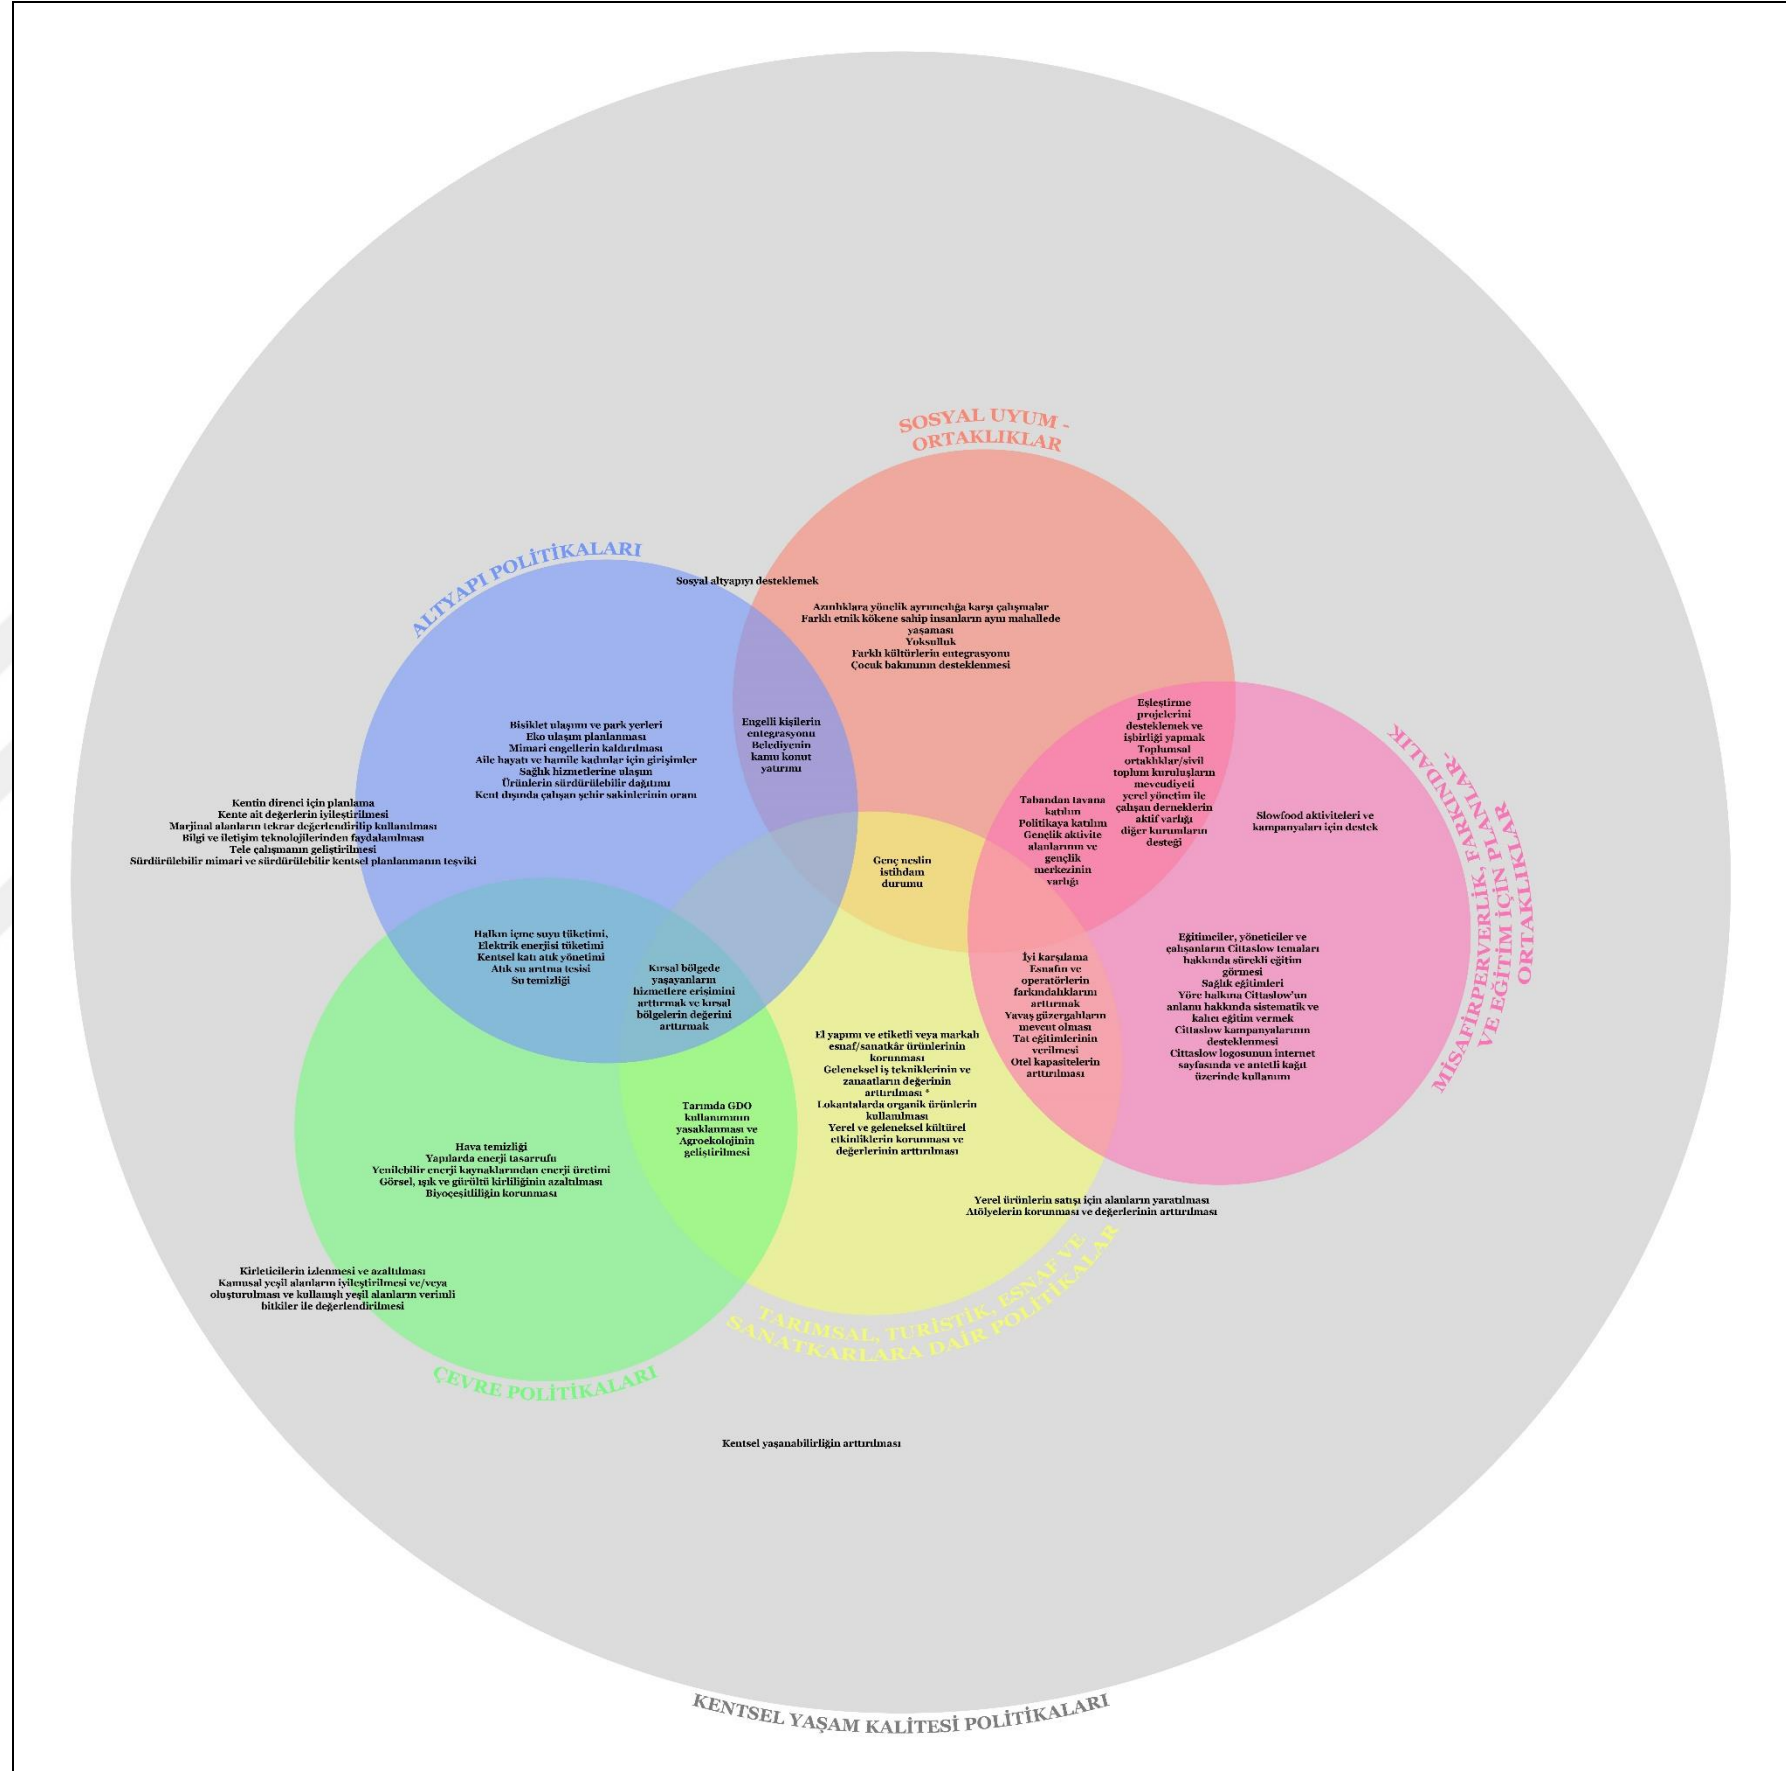 SOSYAL UYUM -
ORTAKLIKLAR
ALTYAPI POLİTİKALARI
Sosyal altyapıyı desteklemek
Azınlıklara yönelik ayrımcılığa karşı çalışmalar
Farklı etnik kökene sahip insanların aynı mahallede
yaşaması
Yoksulluk
Farklı kültürlerin entegrasyonu
Çocuk bakımının desteklenmesi
Bisiklet ulaşımı ve park yerleri
Eko ulaşım planlanması
Mimari engellerin kaldırılması
Aile hayatı ve hamile kadınlar için girişimler
Sağlık hizmetlerine ulaşım
Ürünlerin sürdürülebilir dağıtımı
Kent dışında çalışan şehir sakinlerinin oranı
Engelli kişilerin
entegrasyonu
Belediyenin
kamu konut
yatırımı
Eşleştirme
projelerini
desteklemek ve
işbirliği yapmak
Toplumsal
ortaklıklar/sivil
toplum kuruluşların
mevcudiyeti
yerel yönetim ile
çalışan derneklerin
aktif varlığı
diğer kurumların
desteği
Tabandan tavana
katılım
Politikaya katılım
Gençlik aktivite
alanlarının ve
gençlik
merkezinin
varlığı
Slowfood aktiviteleri ve
kampanyaları için destek
MİSAFİRPERVERLİK, FARKINDALIK
VE EĞİTİM İÇİN PLANLAR-
ORTAKLIKLAR
Kentin direnci için planlama
Kente ait değerlerin iyileştirilmesi
Marjinal alanların tekrar değerlendirilip kullanılması
Bilgi ve iletişim teknolojilerinden faydalanılması
Tele çalışmanın geliştirilmesi
Sürdürülebilir mimari ve sürdürülebilir kentsel planlanmanın teşviki
Genç neslin
istihdam
durumu
Halkın içme suyu tüketimi,
Elektrik enerjisi tüketimi
Kentsel katı atık yönetimi
Atık su arıtma tesisi
Su temizliği
Kırsal bölgede
yaşayanların
hizmetlere erişimini
arttırmak ve kırsal
bölgelerin değerini
arttırmak
İyi karşılama
Esnafın ve
operatörlerin
farkındalıklarını
arttırmak
Yavaş güzergahların
mevcut olması
Tat eğitimlerinin
verilmesi
Otel kapasitelerin
arttırılması
Eğitimciler, yöneticiler ve
çalışanların Cittaslow temaları
hakkında sürekli eğitim
görmesi
Sağlık eğitimleri
Yöre halkına Cittaslow'un
anlamı hakkında sistematik ve
kalıcı eğitim vermek
Cittaslow kampanyalarının
desteklenmesi
Cittaslow logosunun internet
sayfasında ve antetli kağıt
üzerinde kullanımı
El yapımı ve etiketli veya markalı
esnaf/sanatkâr ürünlerinin
korunması
Geleneksel iş tekniklerinin ve
zanaatların değerinin
arttırılması *
Lokantalarda organik ürünlerin
kullanılması
Yerel ve geleneksel kültürel
etkinliklerin korunması ve
değerlerinin arttırılması
Tarımda GDO
kullanımının
yasaklanması ve
Agroekolojinin
geliştirilmesi
Hava temizliği
Yapılarda enerji tasarrufu
Yenilebilir enerji kaynaklarından enerji üretimi
Görsel, ışık ve gürültü kirliliğinin azaltılması
Biyoçeşitliliğin korunması
Yerel ürünlerin satışı için alanların yaratılması
Atölyelerin korunması ve değerlerinin arttırılması
Kirleticilerin izlenmesi ve azaltılması
Kamusal yeşil alanların iyileştirilmesi ve/veya
oluşturulması ve kullanışlı yeşil alanların verimli
bitkiler ile değerlendirilmesi
TARIMSAL, TURİSTİK, ESNAF VE
SANATKARLARA DAİR POLİTİKALAR
ÇEVRE POLİTİKALARI
Kentsel yaşanabilirliğin arttırılması
KENTSEL YAŞAM KALİTESİ POLİTİKALARI